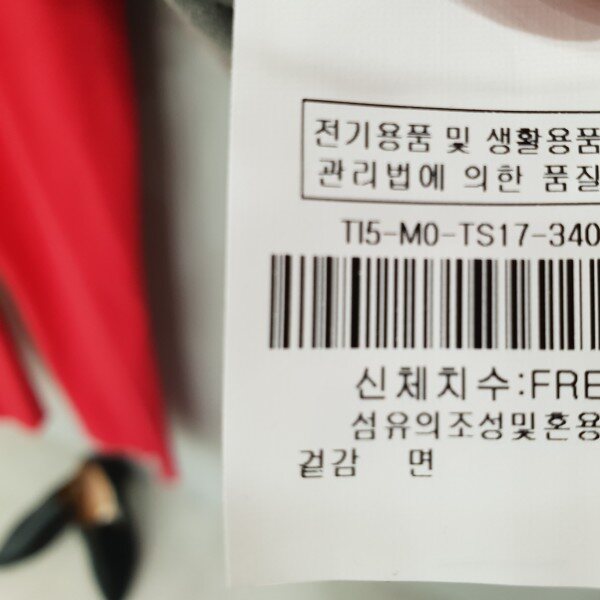 전기용품 및 생활용품
관리법에 의한 품질
TI5-M0-TS17-340
신체치수:FRE
섬유의조성및혼용
겉감 면